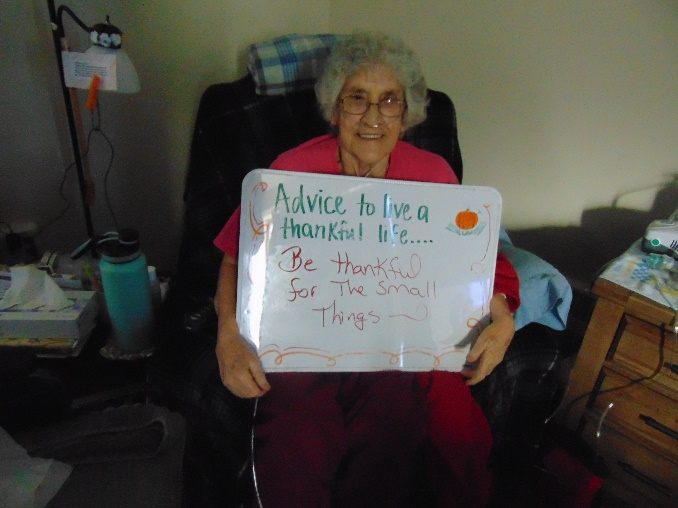 Advice to live a
thankful life....
Be thankful
for The Small
Things